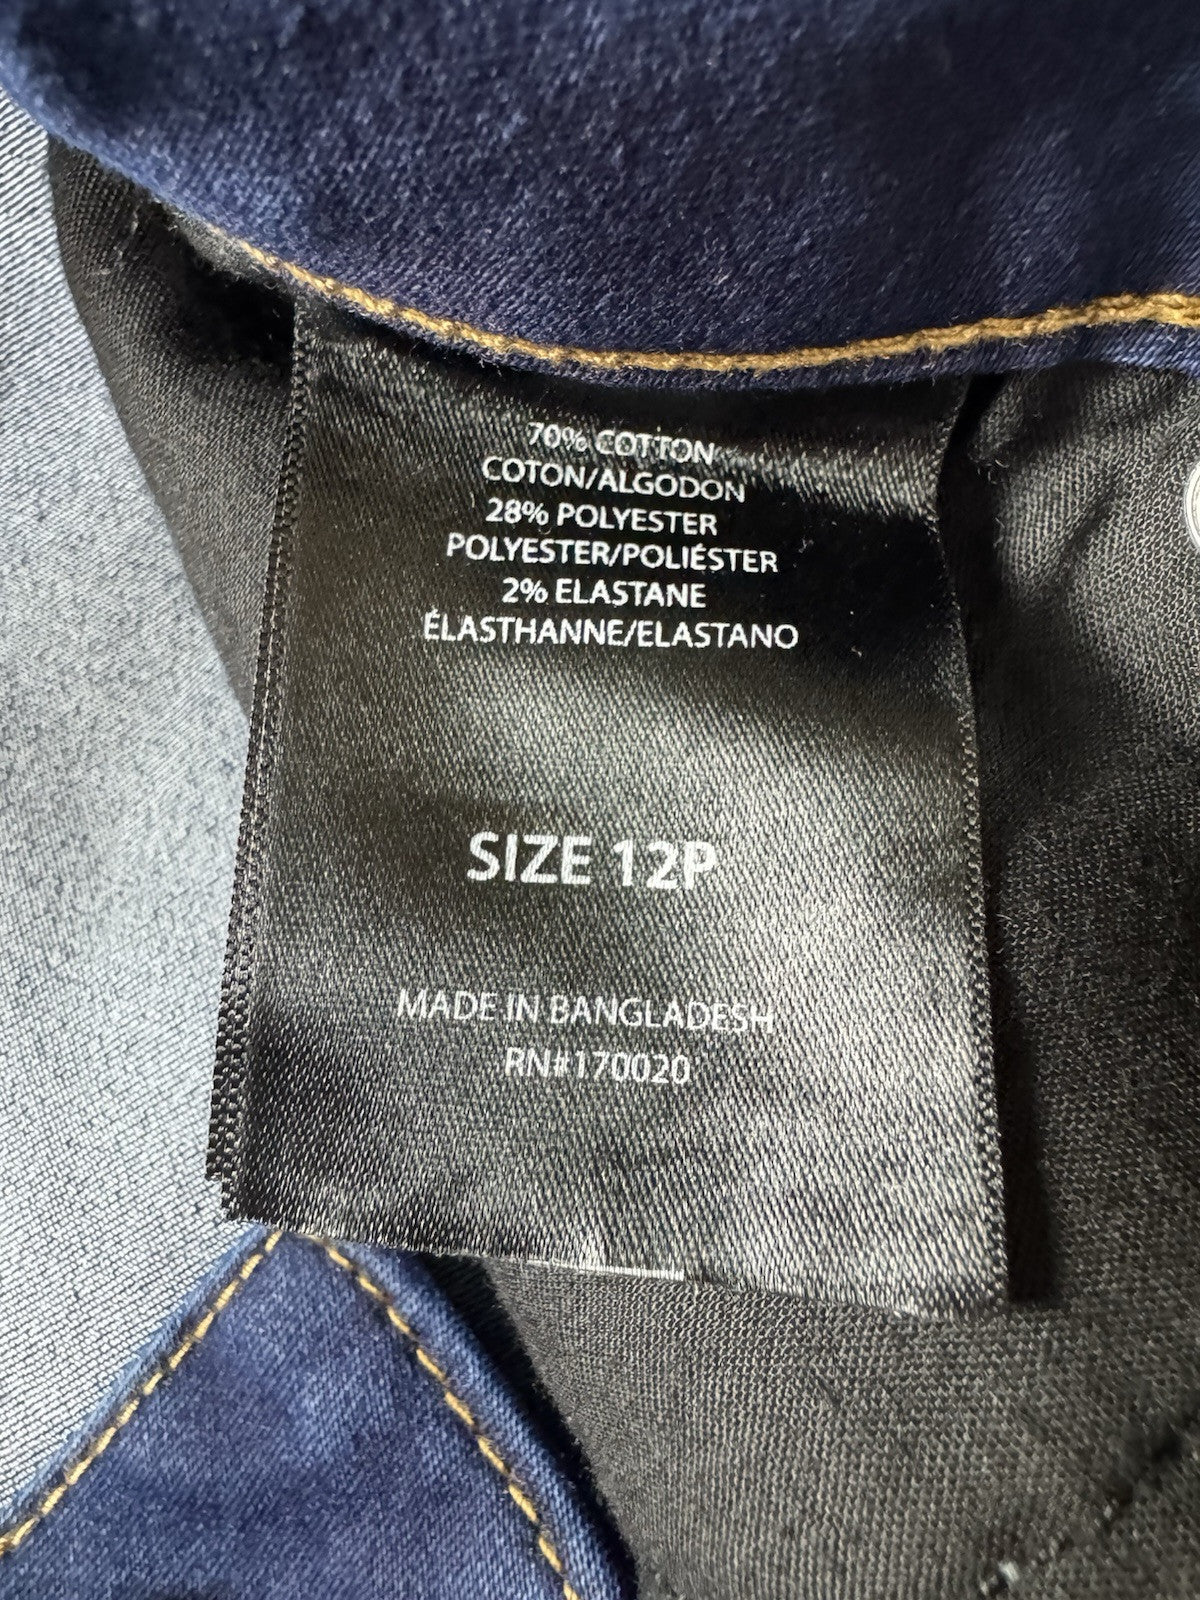 70% COTTON
COTON/ALGODON
28% POLYESTER
POLYESTER/POLIÉSTER
2% ELASTANE
ÉLASTHANNE/ELASTANO
SIZE 12P
MADE IN BANGLADESH
RN#170020